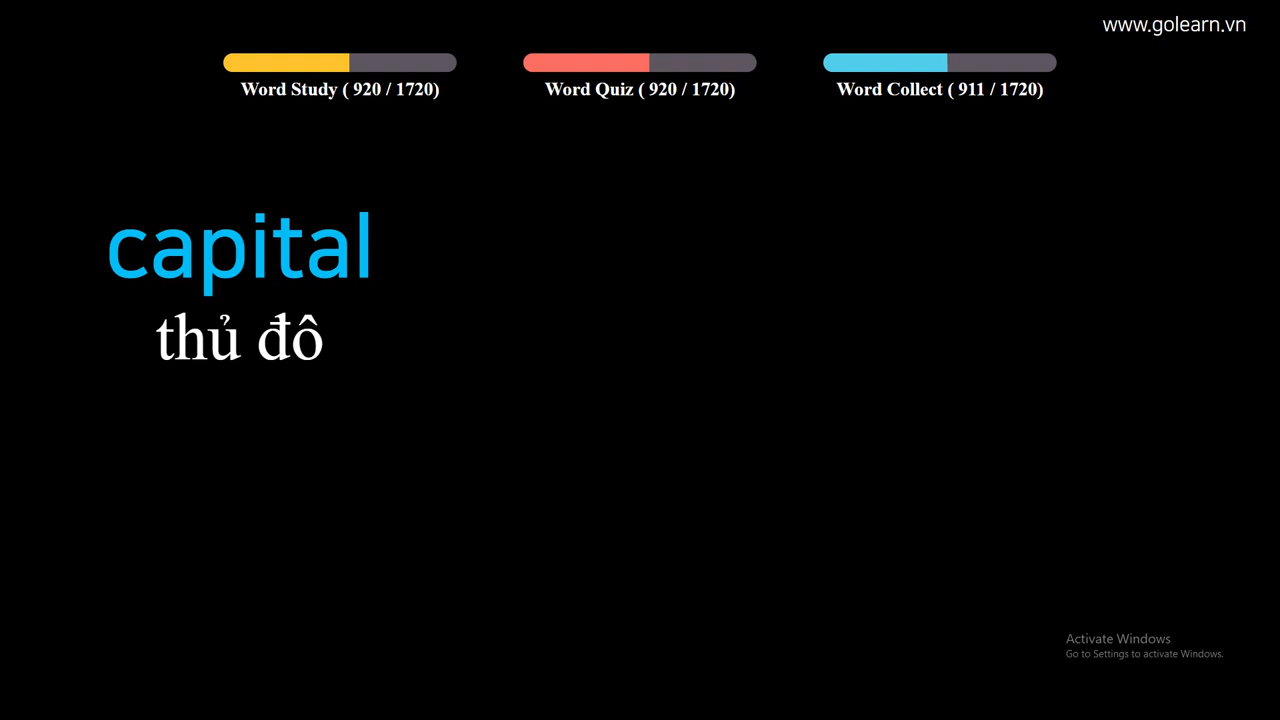 www.golearn.vn
Word Study ( 920 / 1720)
Word Quiz ( 920 / 1720)
Word Collect ( 911 / 1720)
capital
thủ đô
Activate Windows
Go to Settings to activate Windows.